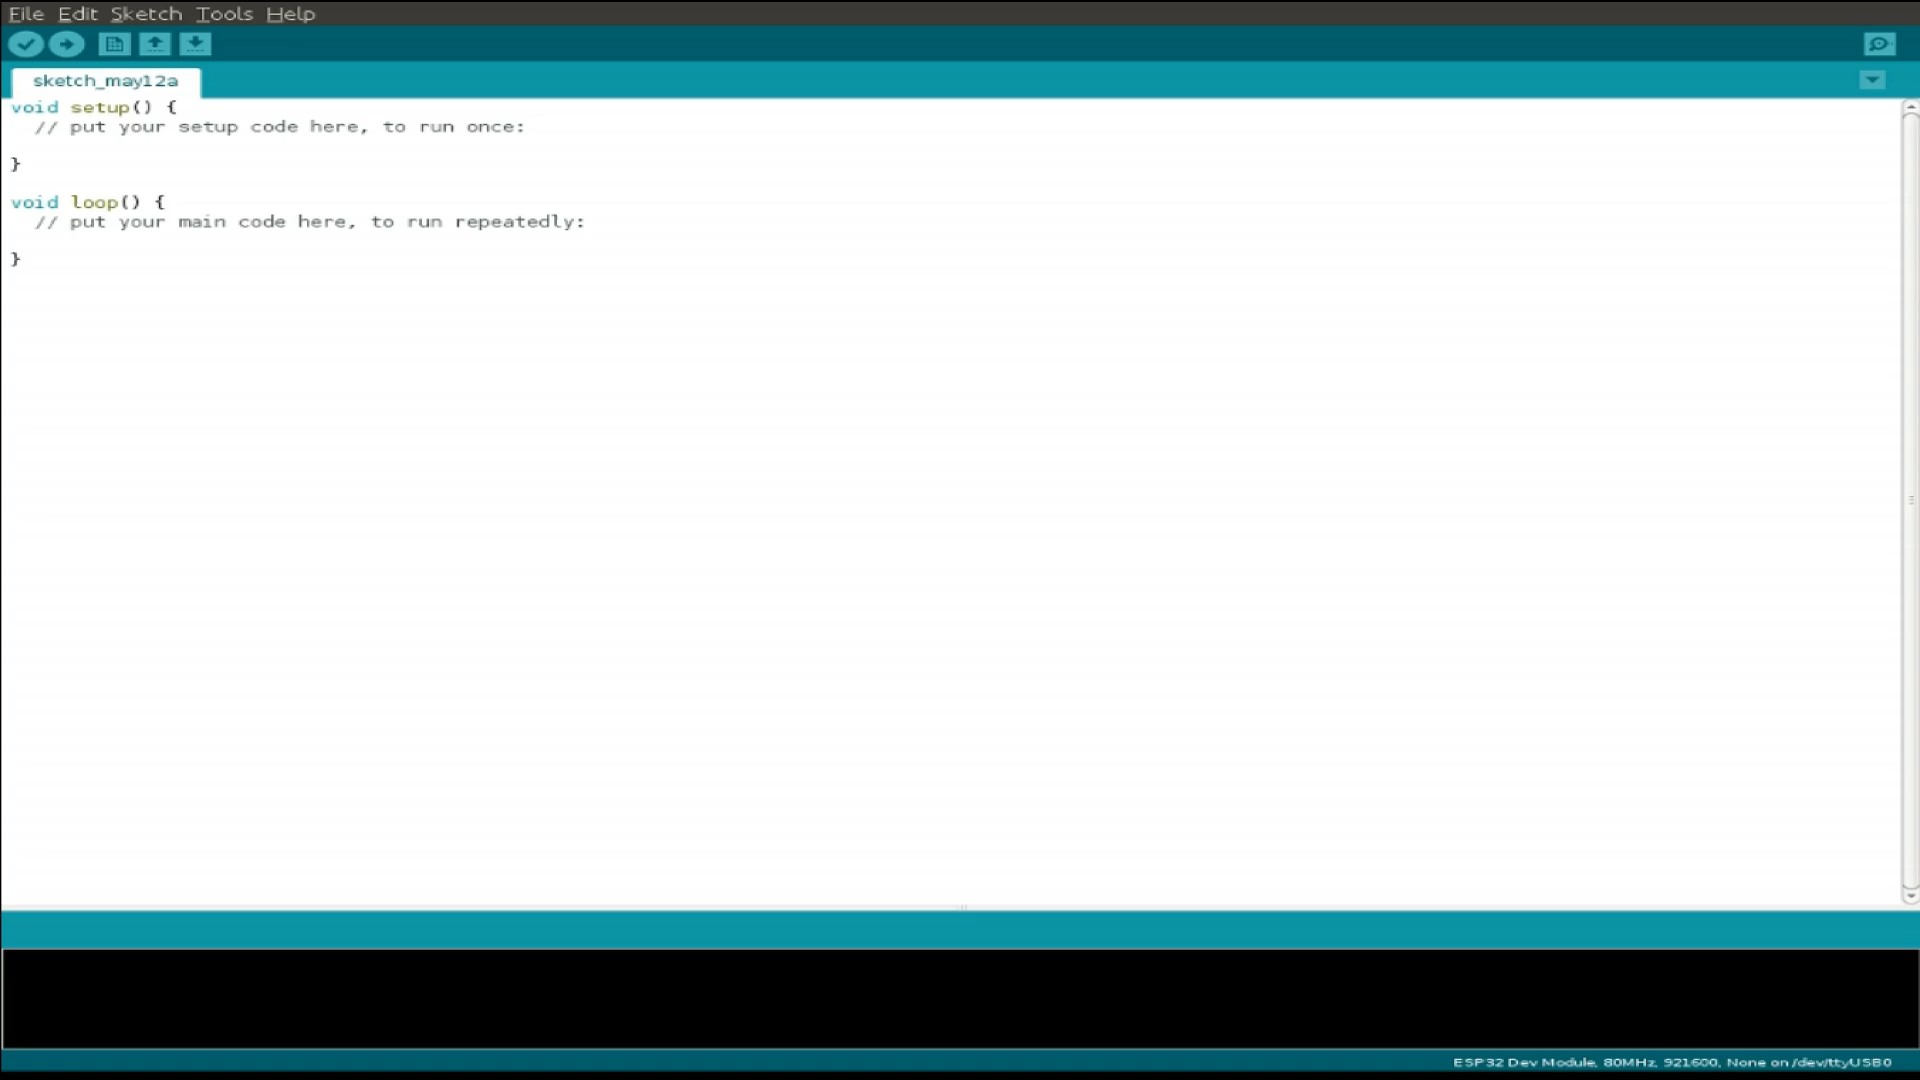 File Edit Sketch Tools Help
sketch_may12a
void setup() {
  // put your setup code here, to run once:
}
void loop() {
  // put your main code here, to run repeatedly:
}
ESP32 Dev Module, 80MHz, 921600, None on /dev/ttyUSB0